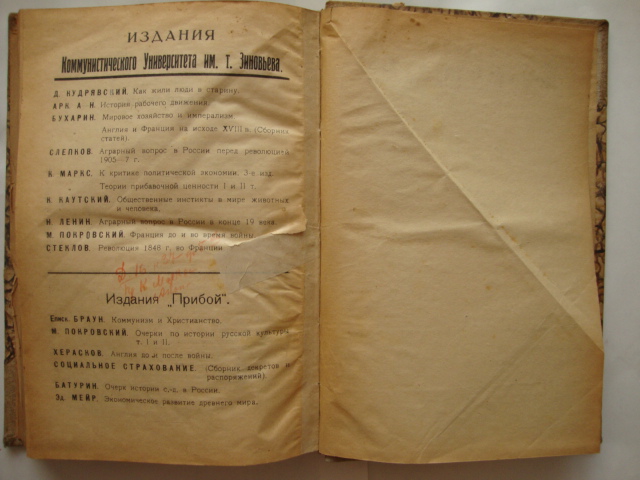 ИЗДАНИЯ
Коммунистического Университета им. Т. Зиновьева.
Д. КУДРЯВСКИЙ. Как жили люди в старину.
АРК. А—Н. История рабочего движения.
БУХАРИН. Мировое хозяйство и империализм
Англия и Франция на исходе XVIII в. (Сборник
статей).
СЛЕПКОВ. Аграрный вопрос в России перед революцией
1905—7 г.
К. МАРКС. К критике политической экономии. 3-е изд.
Теории прибавочной ценности I и II т.
К. КАУТСКИЙ. Общественные инстикты в мире животных
и человека.
Н. ЛЕНИН. Аграрный вопрос в России в конце 19 века.
М. ПОКРОВСКИЙ. Франция до и во время войны.
СТЕКЛОВ. Революция 1848 г. во Франции
Издания „Прибой".
Еписк. БРАУН. Коммунизм и Христианство.
М. ПОКРОВСКИЙ. Очерки по истории русской культуры
т. I и II.
ХЕРАСКОВ. Англия до и после войны.
СОЦИАЛЬНОЕ СТРАХОВАНИЕ. (Сборник декретов и
распоряжений).
БАТУРИН. Очерк истории с.-д. в России.
Эд. МЕЙР. Экономическое развитие древнего мира.